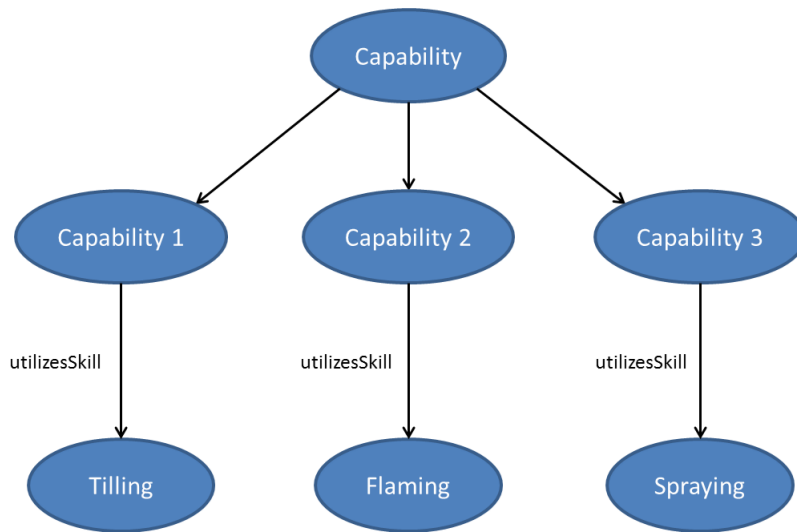 Capability
Capability 1
Capability 2
Capability 3
utilizesSkill
utilizesSkill
utilizesSkill
Tilling
Flaming
Spraying